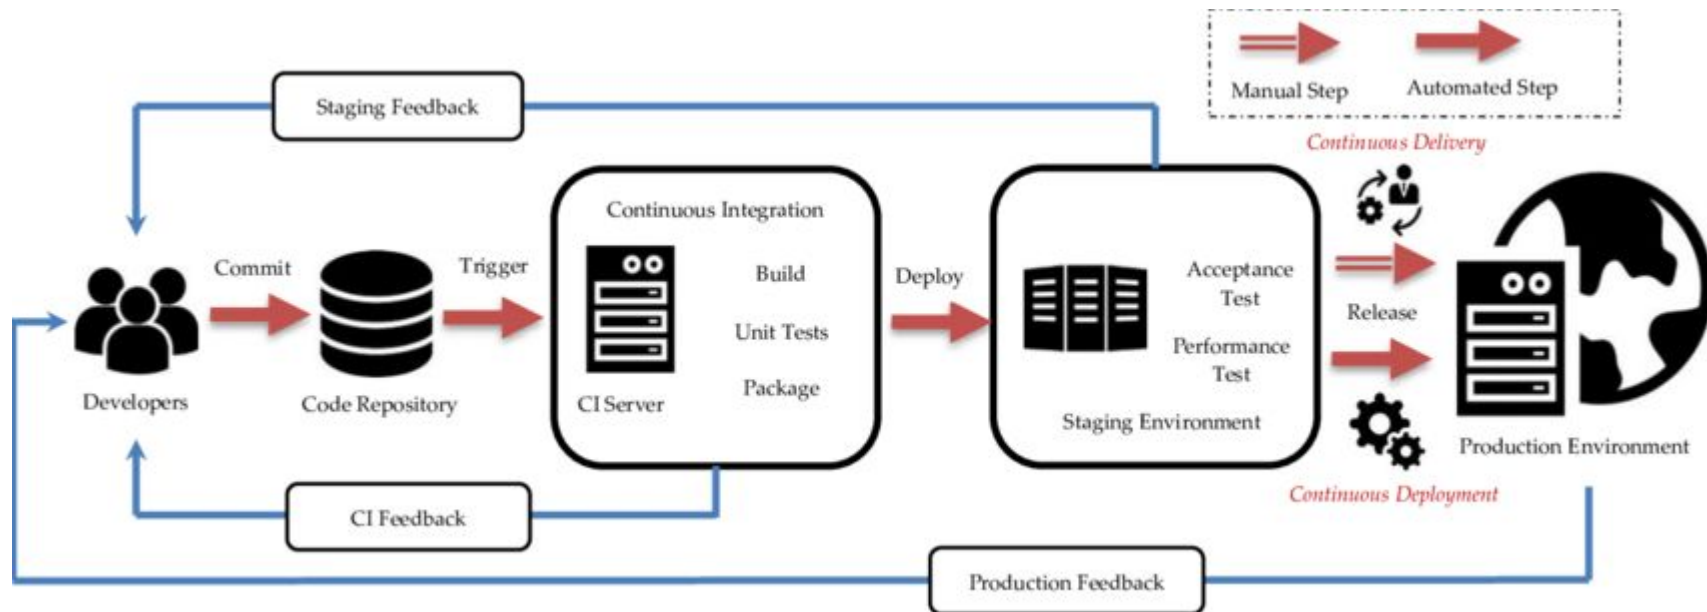 Staging Feedback
Manual Step
Automated Step
Continuous Delivery
Continuous Integration
Commit
Trigger
Build
Deploy
Acceptance
Test
Unit Tests
Release
Performance
Test
Package
Developers
Code Repository
CI Server
Staging Environment
Production Environment
Continuous Deployment
CI Feedback
Production Feedback